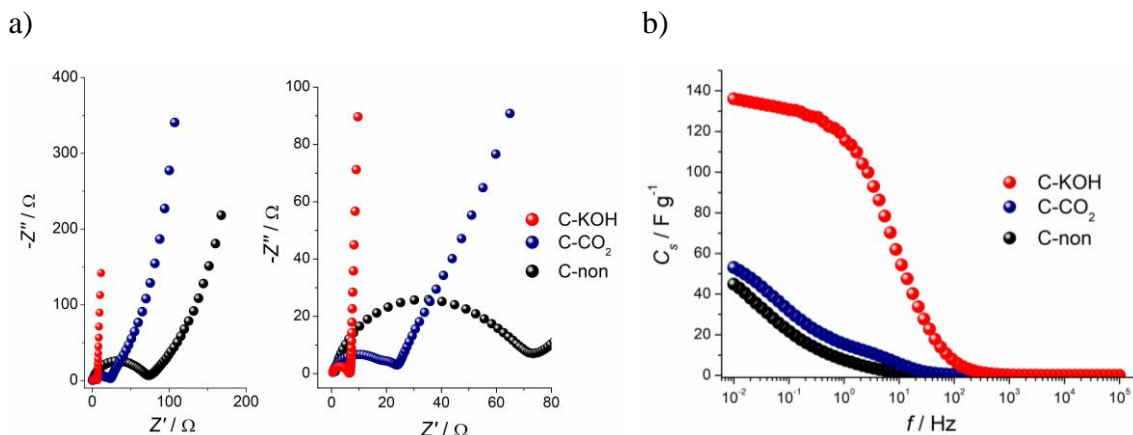 a)
b)
400
300
200
100
0
-Z'' / Ω
0 100 200
Z' / Ω
100
80
60
40
20
0
-Z'' / Ω
0 20 40 60 80
Z' / Ω
C-KOH
C-CO₂
C-non
140
120
100
80
60
40
20
0
Cₛ / F g⁻¹
10⁻² 10⁻¹ 10⁰ 10¹ 10² 10³ 10⁴ 10⁵
f / Hz
C-KOH
C-CO₂
C-non